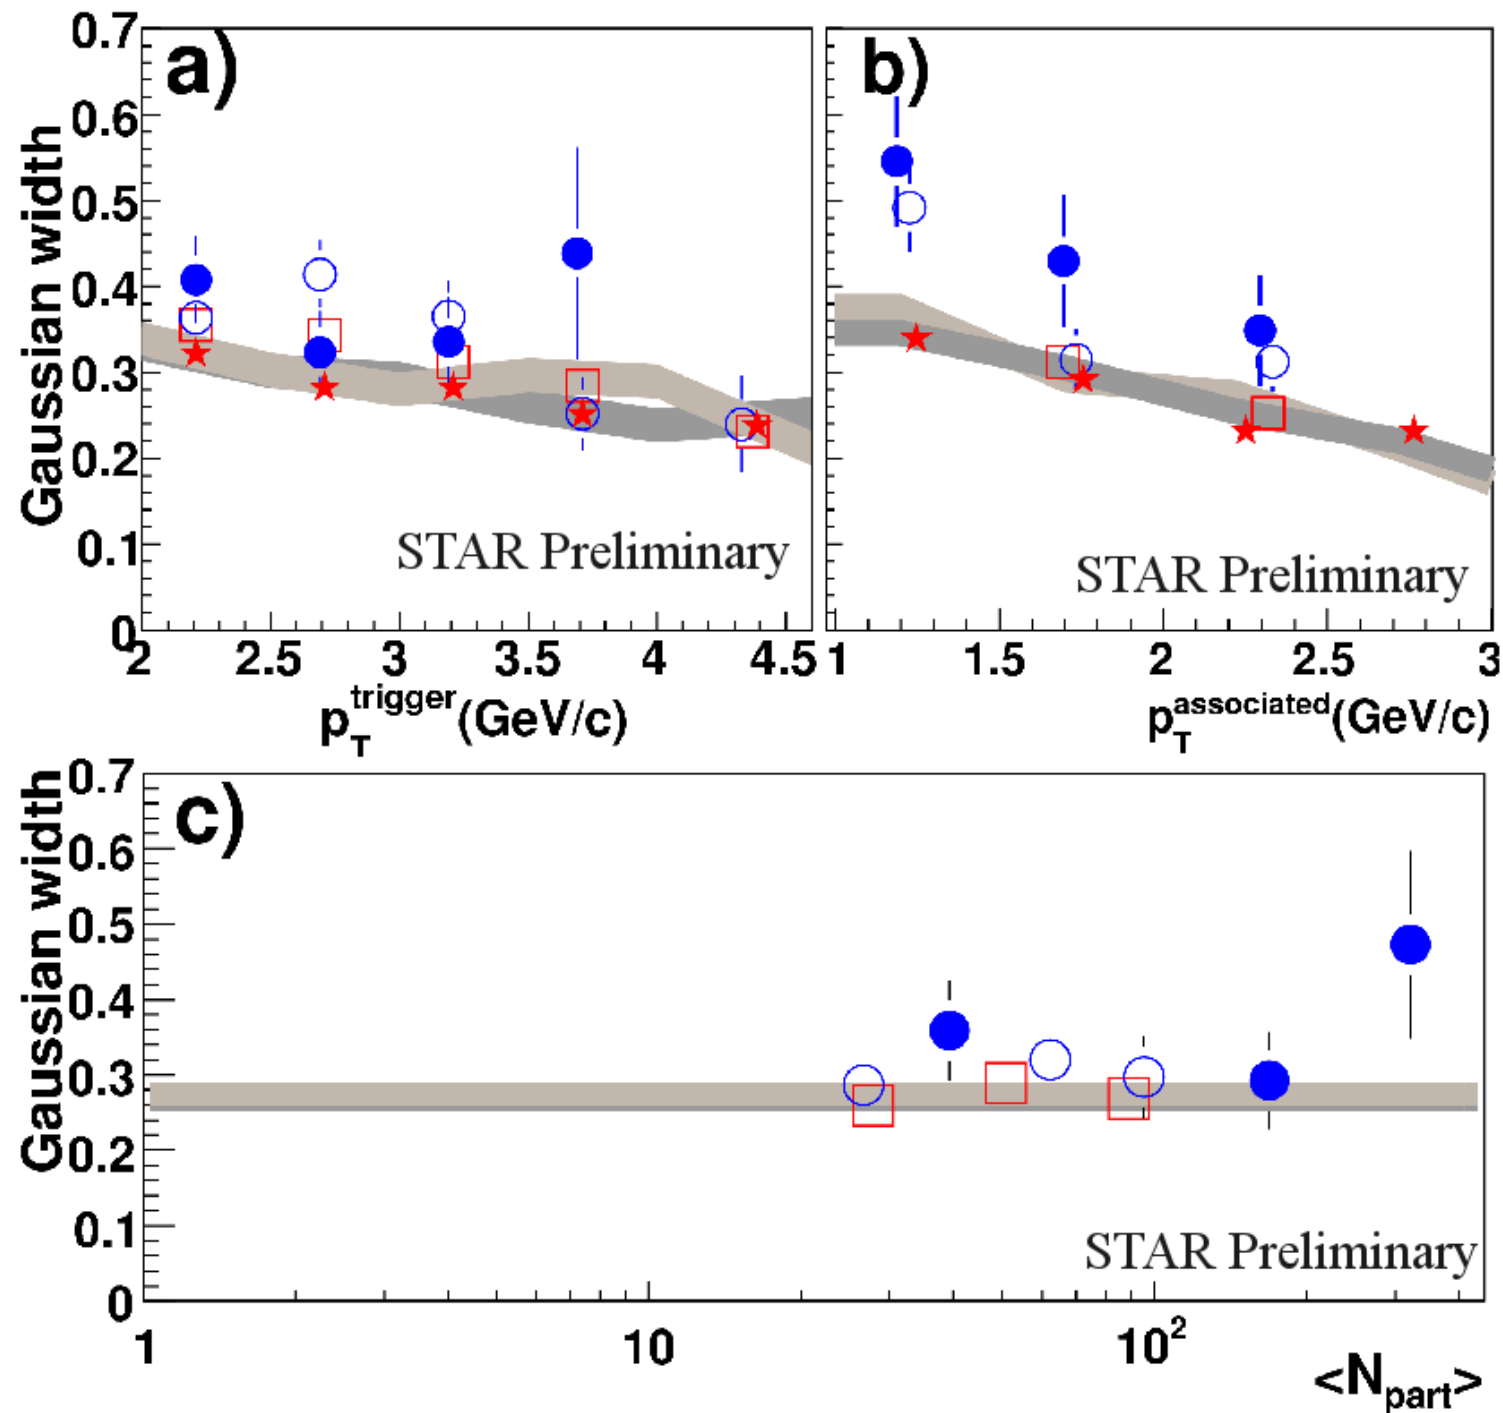 a)
b)
0.7
0.6
0.5
0.4
0.3
0.2
0.1
0
Gaussian width
STAR Preliminary
STAR Preliminary
2 2.5 3 3.5 4 4.5
1 1.5 2 2.5 3
p_T^trigger(GeV/c)
p_T^associated(GeV/c)
c)
0.7
0.6
0.5
0.4
0.3
0.2
0.1
0
Gaussian width
STAR Preliminary
1 10 10²
<N_part>